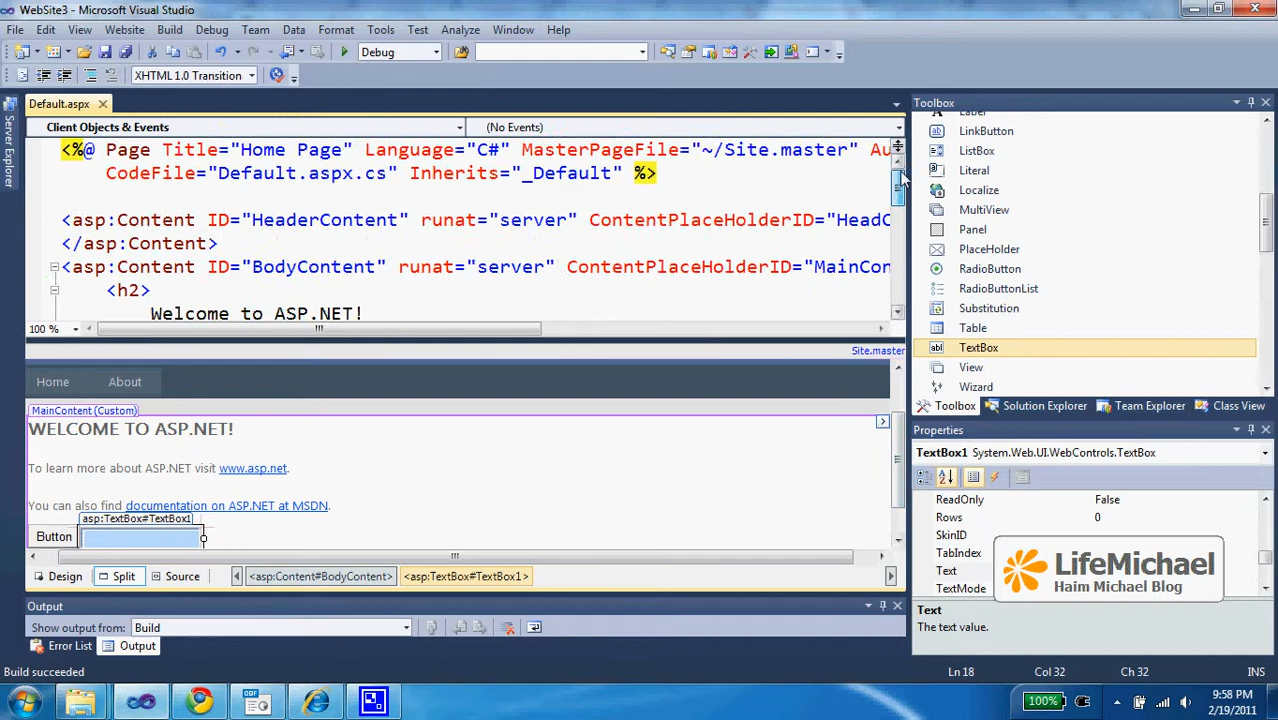 WebSite3 - Microsoft Visual Studio
File Edit View Website Build Debug Team Data Format Tools Test Analyze Window Help
Debug
XHTML 1.0 Transition
Server Explorer
Default.aspx
Client Objects & Events (No Events)
<%@ Page Title="Home Page" Language="C#" MasterPageFile="~/Site.master" Au
CodeFile="Default.aspx.cs" Inherits="_Default" %>
<asp:Content ID="HeaderContent" runat="server" ContentPlaceHolderID="HeadC
</asp:Content>
<asp:Content ID="BodyContent" runat="server" ContentPlaceHolderID="MainCon
<h2>
Welcome to ASP.NET!
100 %
Site.master
Home About
MainContent (Custom)
WELCOME TO ASP.NET!
To learn more about ASP.NET visit www.asp.net.
You can also find documentation on ASP.NET at MSDN.
asp:TextBox#TextBox1
Button
Design Split Source <asp:Content#BodyContent> <asp:TextBox#TextBox1>
Output
Show output from: Build
Error List Output
Build succeeded
Ln 18 Col 32 Ch 32 INS
Toolbox
Label
LinkButton
ListBox
Literal
Localize
MultiView
Panel
PlaceHolder
RadioButton
RadioButtonList
Substitution
Table
TextBox
View
Wizard
Toolbox Solution Explorer Team Explorer Class View
Properties
TextBox1 System.Web.UI.WebControls.TextBox
ReadOnly False
Rows 0
SkinID
TabIndex
Text
TextMode
LifeMichael
Haim Michael Blog
Text
The text value.
100%
9:58 PM
2/19/2011